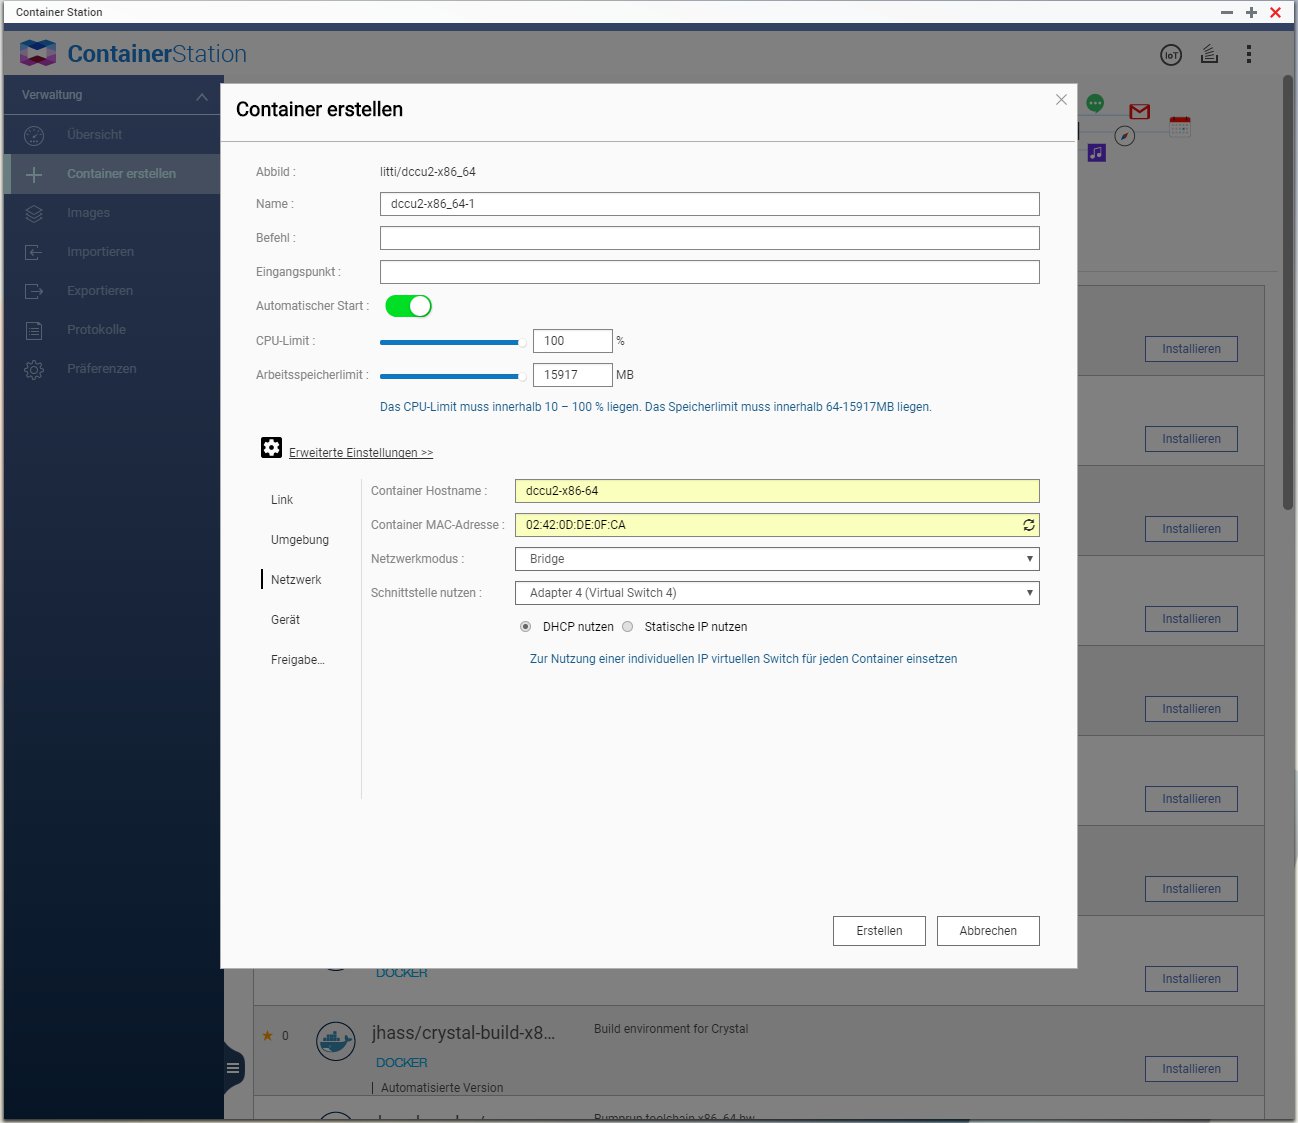 Container Station
ContainerStation
IoT
Verwaltung
Übersicht
Container erstellen
Images
Importieren
Exportieren
Protokolle
Präferenzen
Container erstellen
Abbild : litti/dccu2-x86_64
Name : dccu2-x86_64-1
Befehl :
Eingangspunkt :
Automatischer Start :
CPU-Limit : 100 %
Arbeitsspeicherlimit : 15917 MB
Das CPU-Limit muss innerhalb 10 – 100 % liegen. Das Speicherlimit muss innerhalb 64-15917MB liegen.
Erweiterte Einstellungen >>
Link
Umgebung
Netzwerk
Gerät
Freigabe...
Container Hostname : dccu2-x86-64
Container MAC-Adresse : 02:42:0D:DE:0F:CA
Netzwerkmodus : Bridge
Schnittstelle nutzen : Adapter 4 (Virtual Switch 4)
DHCP nutzen Statische IP nutzen
Zur Nutzung einer individuellen IP virtuellen Switch für jeden Container einsetzen
Erstellen Abbrechen
Installieren
Installieren
Installieren
Installieren
Installieren
Installieren
Installieren
DOCKER
Installieren
0 jhass/crystal-build-x8... Build environment for Crystal
DOCKER
Installieren
Automatisierte Version